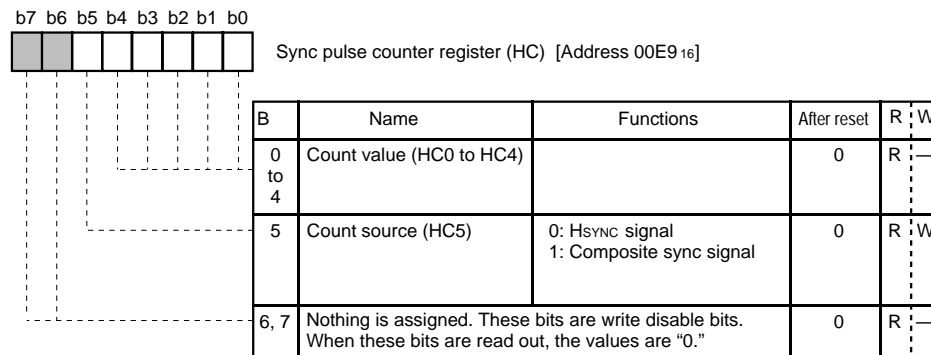 b7 b6 b5 b4 b3 b2 b1 b0
Sync pulse counter register (HC) [Address 00E916]
B Name Functions After reset R W
0 to 4 Count value (HC0 to HC4) 0 R —
5 Count source (HC5) 0: HSYNC signal 0 R W
1: Composite sync signal
6, 7 Nothing is assigned. These bits are write disable bits. 0 R —
When these bits are read out, the values are “0.”